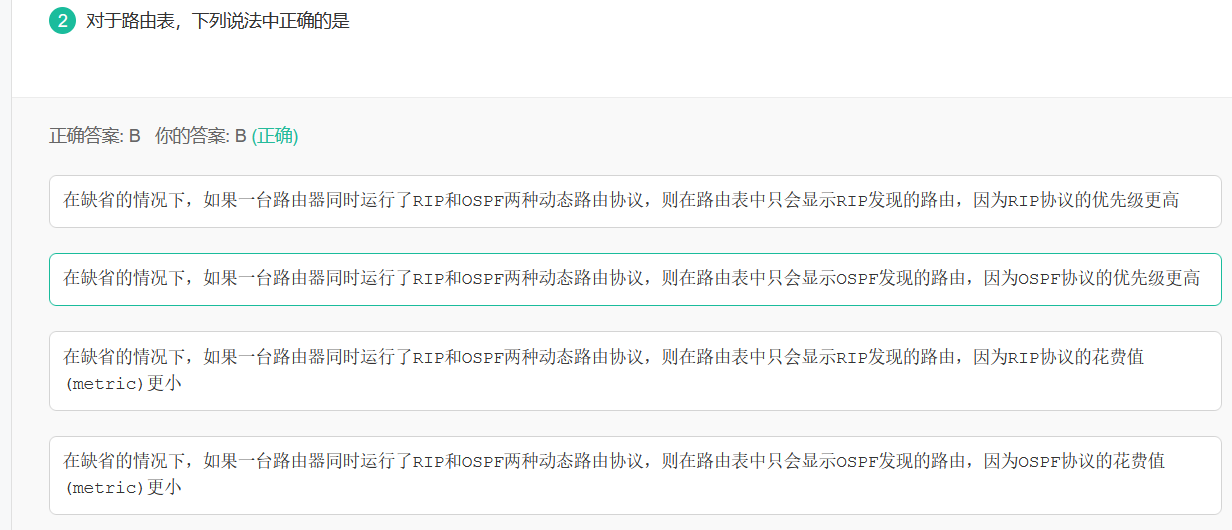 2 对于路由表，下列说法中正确的是
正确答案: B 你的答案: B (正确)
在缺省的情况下，如果一台路由器同时运行了RIP和OSPF两种动态路由协议，则在路由表中只会显示RIP发现的路由，因为RIP协议的优先级更高
在缺省的情况下，如果一台路由器同时运行了RIP和OSPF两种动态路由协议，则在路由表中只会显示OSPF发现的路由，因为OSPF协议的优先级更高
在缺省的情况下，如果一台路由器同时运行了RIP和OSPF两种动态路由协议，则在路由表中只会显示RIP发现的路由，因为RIP协议的花费值
(metric)更小
在缺省的情况下，如果一台路由器同时运行了RIP和OSPF两种动态路由协议，则在路由表中只会显示OSPF发现的路由，因为OSPF协议的花费值
(metric)更小